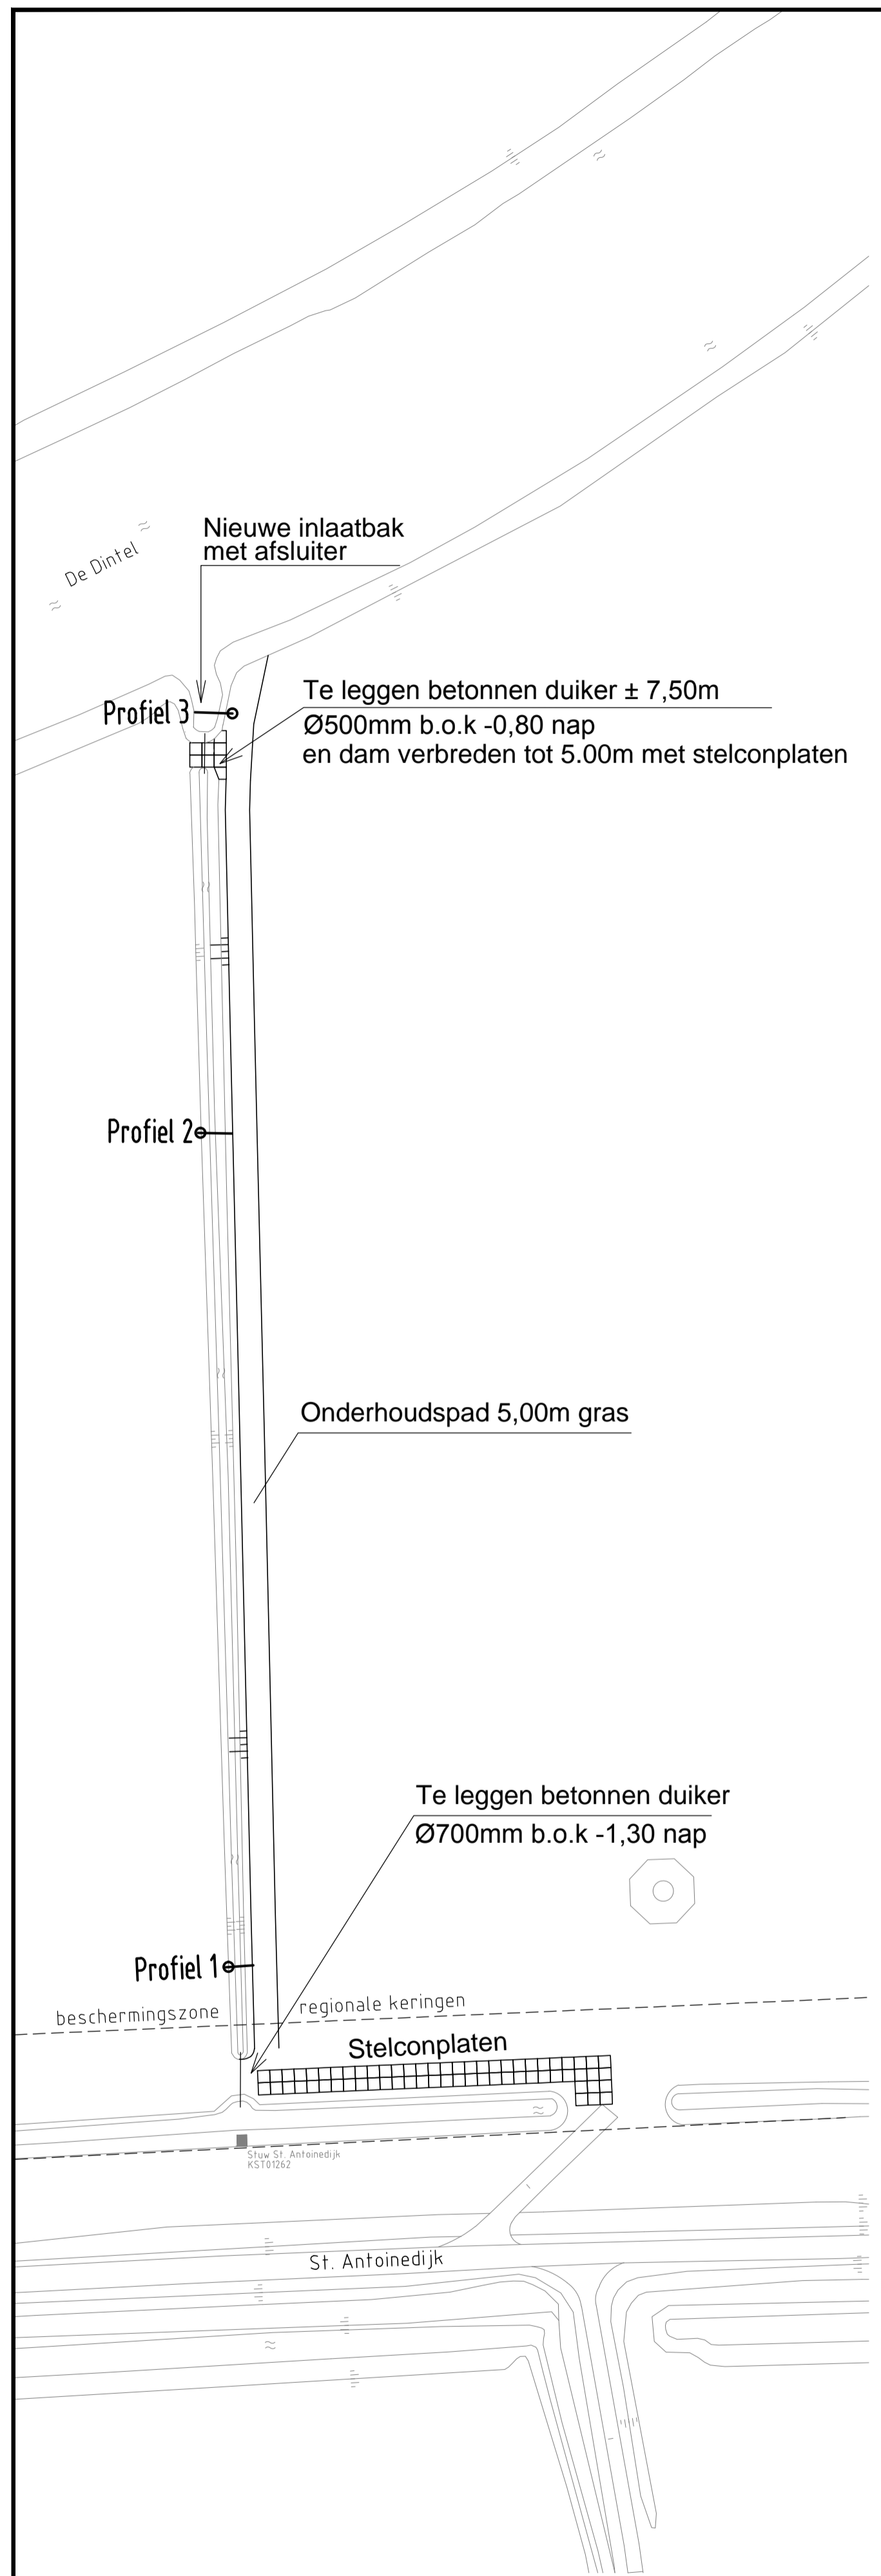 Nieuwe inlaatbak
met afsluiter
De Dintel
Te leggen betonnen duiker ± 7,50m
Profiel 3
Ø500mm b.o.k -0,80 nap
en dam verbreden tot 5.00m met stelconplaten
Profiel 2
Onderhoudspad 5,00m gras
Te leggen betonnen duiker
Ø700mm b.o.k -1,30 nap
Profiel 1
beschermingszone
regionale keringen
Stelconplaten
Stuw St. Antoinedijk
KST01262
St. Antoinedijk